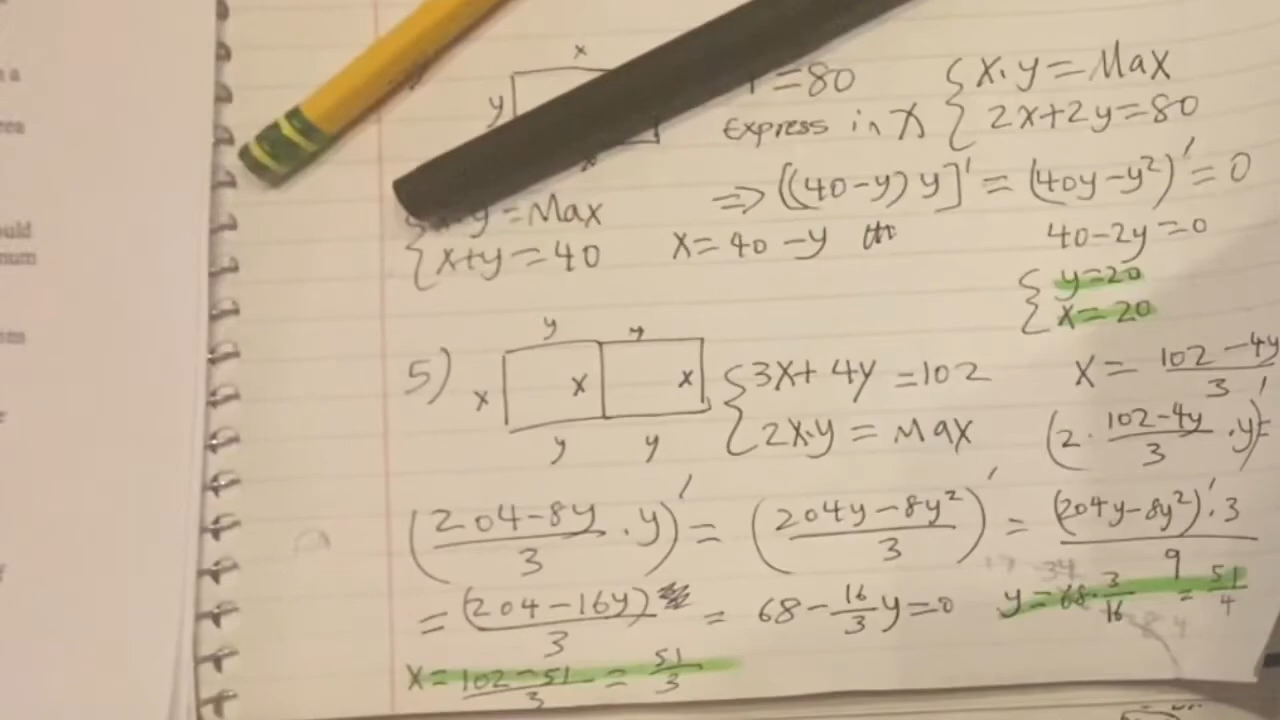 a
rea
ould
num
x
y
=80
{ x·y = Max
Express in X
2x+2y=80
=> ((40-y) y]' = (40y-y²)' = 0
y = Max
{ x+y = 40
X = 40 - y
40-2y=0
{ y=20
x=20
5)
y y
x x x
y y
{ 3x+4y = 102
2x·y = Max
X = (102-4y)/3
(2 · (102-4y)/3 · y)' =
((204-8y)/3 · y)' = ((204y-8y²)/3)' = ((204y-8y²)'·3)/9
= (204-16y)/3 = 68 - 16/3 y = 0
y = 68·3/16 = 51/4
X = (102-51)/3 = 51/3